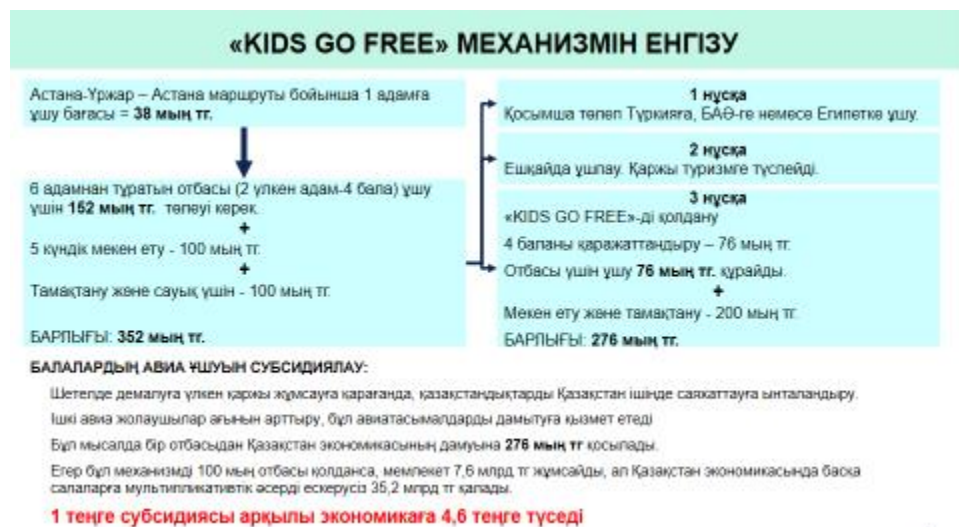 «KIDS GO FREE» МЕХАНИЗМІН ЕНГІЗУ
Астана-Үржар – Астана маршруты бойынша 1 адамға
ұшу бағасы = 38 мың тг.
6 адамнан тұратын отбасы (2 үлкен адам-4 бала) ұшу
үшін 152 мың тг. төлеуі керек.
+
5 күндік мекен ету - 100 мың тг.
+
Тамақтану және сауық үшін - 100 мың тг.
БАРЛЫҒЫ: 352 мың тг.
1 нұсқа
Қосымша төлеп Түркияға, БАӘ-ге немесе Египетке ұшу.
2 нұсқа
Ешқайда ұшпау. Қаржы туризмге түспейді.
3 нұсқа
«KIDS GO FREE»-ді қолдану
4 баланы қаражаттандыру – 76 мың тг.
Отбасы үшін ұшу 76 мың тг. құрайды.
+
Мекен ету және тамақтану - 200 мың тг.
БАРЛЫҒЫ: 276 мың тг.
БАЛАЛАРДЫҢ АВИА ҰШУЫН СУБСИДИЯЛАУ:
Шетелде демалуға үлкен қаржы жұмсауға қарағанда, қазақстандықтарды Қазақстан ішінде саяхаттауға ынталандыру.
Ішкі авиа жолаушылар ағынын арттыру, бұл авиатасымалдарды дамытуға қызмет етеді
Бұл мысалда бір отбасыдан Қазақстан экономикасының дамуына 276 мың тг қосылады.
Егер бұл механизмді 100 мың отбасы қолданса, мемлекет 7,6 млрд тг жұмсайды, ал Қазақстан экономикасында басқа
салаларға мультипликативтік әсерді ескерусіз 35,2 млрд тг қалады.
1 теңге субсидиясы арқылы экономикаға 4,6 теңге түседі